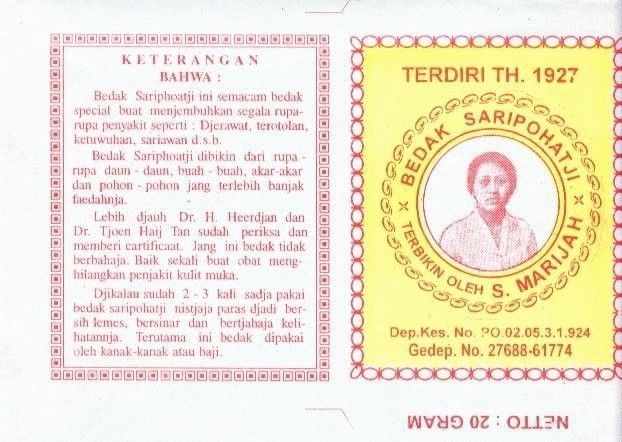 KETERANGAN
BAHWA :
Bedak Sariphoatji ini semacam bedak
special buat menjembuhkan segala rupa-
rupa penyakit seperti : Djerawat, terotolan,
ketuwuhan, sariawan d.s.b.
Bedak Sariphoatji dibikin dari rupa -
rupa daun - daun, buah - buah, akar-akar
dan pohon - pohon jang terlebih banjak
faedahnja.
Lebih djauh Dr. H. Heerdjan dan
Dr. Tjoen Haij Tan sudah periksa dan
memberi certificaat. Jang ini bedak tidak
berbahaja. Baik sekali buat obat meng-
hilangkan penjakit kulit muka.
Djikalau sudah 2 - 3 kali sadja pakai
bedak saripohatji nistjaja paras djadi ber-
sih lemes, bersinar dan bertjahaja keli-
hatannja. Terutama ini bedak dipakai
oleh kanak-kanak atau baji.
TERDIRI TH. 1927
BEDAK SARIPOHATJI
TERBIKIN OLEH S. MARIJAH
Dep.Kes. No. PO.02.05.3.1.924
Gedep. No. 27688-61774
NETTO : 20 GRAM